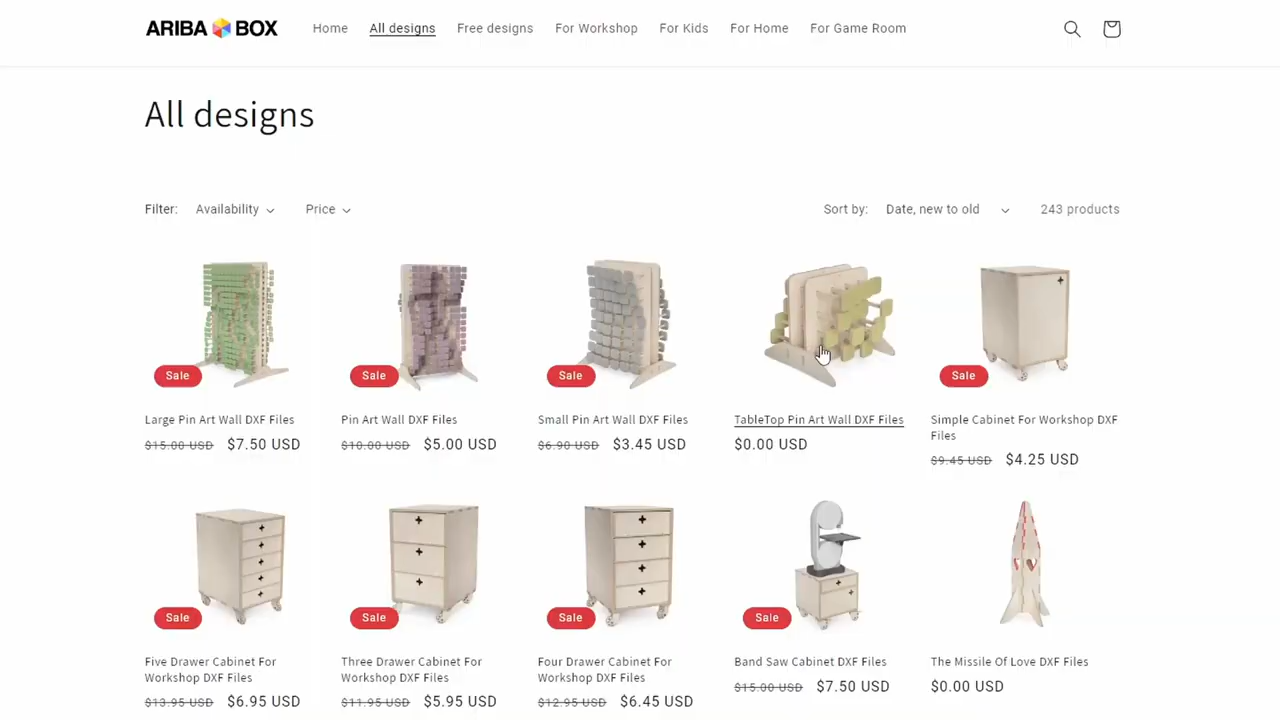 ARIBA BOX Home All designs Free designs For Workshop For Kids For Home For Game Room
All designs
Filter: Availability Price Sort by: Date, new to old 243 products
Sale Sale Sale Sale
Large Pin Art Wall DXF Files
$15.00 USD $7.50 USD
Pin Art Wall DXF Files
$10.00 USD $5.00 USD
Small Pin Art Wall DXF Files
$6.90 USD $3.45 USD
TableTop Pin Art Wall DXF Files
$0.00 USD
Simple Cabinet For Workshop DXF
Files
$9.45 USD $4.25 USD
Sale Sale Sale Sale
Five Drawer Cabinet For
Workshop DXF Files
$13.95 USD $6.95 USD
Three Drawer Cabinet For
Workshop DXF Files
$11.95 USD $5.95 USD
Four Drawer Cabinet For
Workshop DXF Files
$12.95 USD $6.45 USD
Band Saw Cabinet DXF Files
$15.00 USD $7.50 USD
The Missile Of Love DXF Files
$0.00 USD